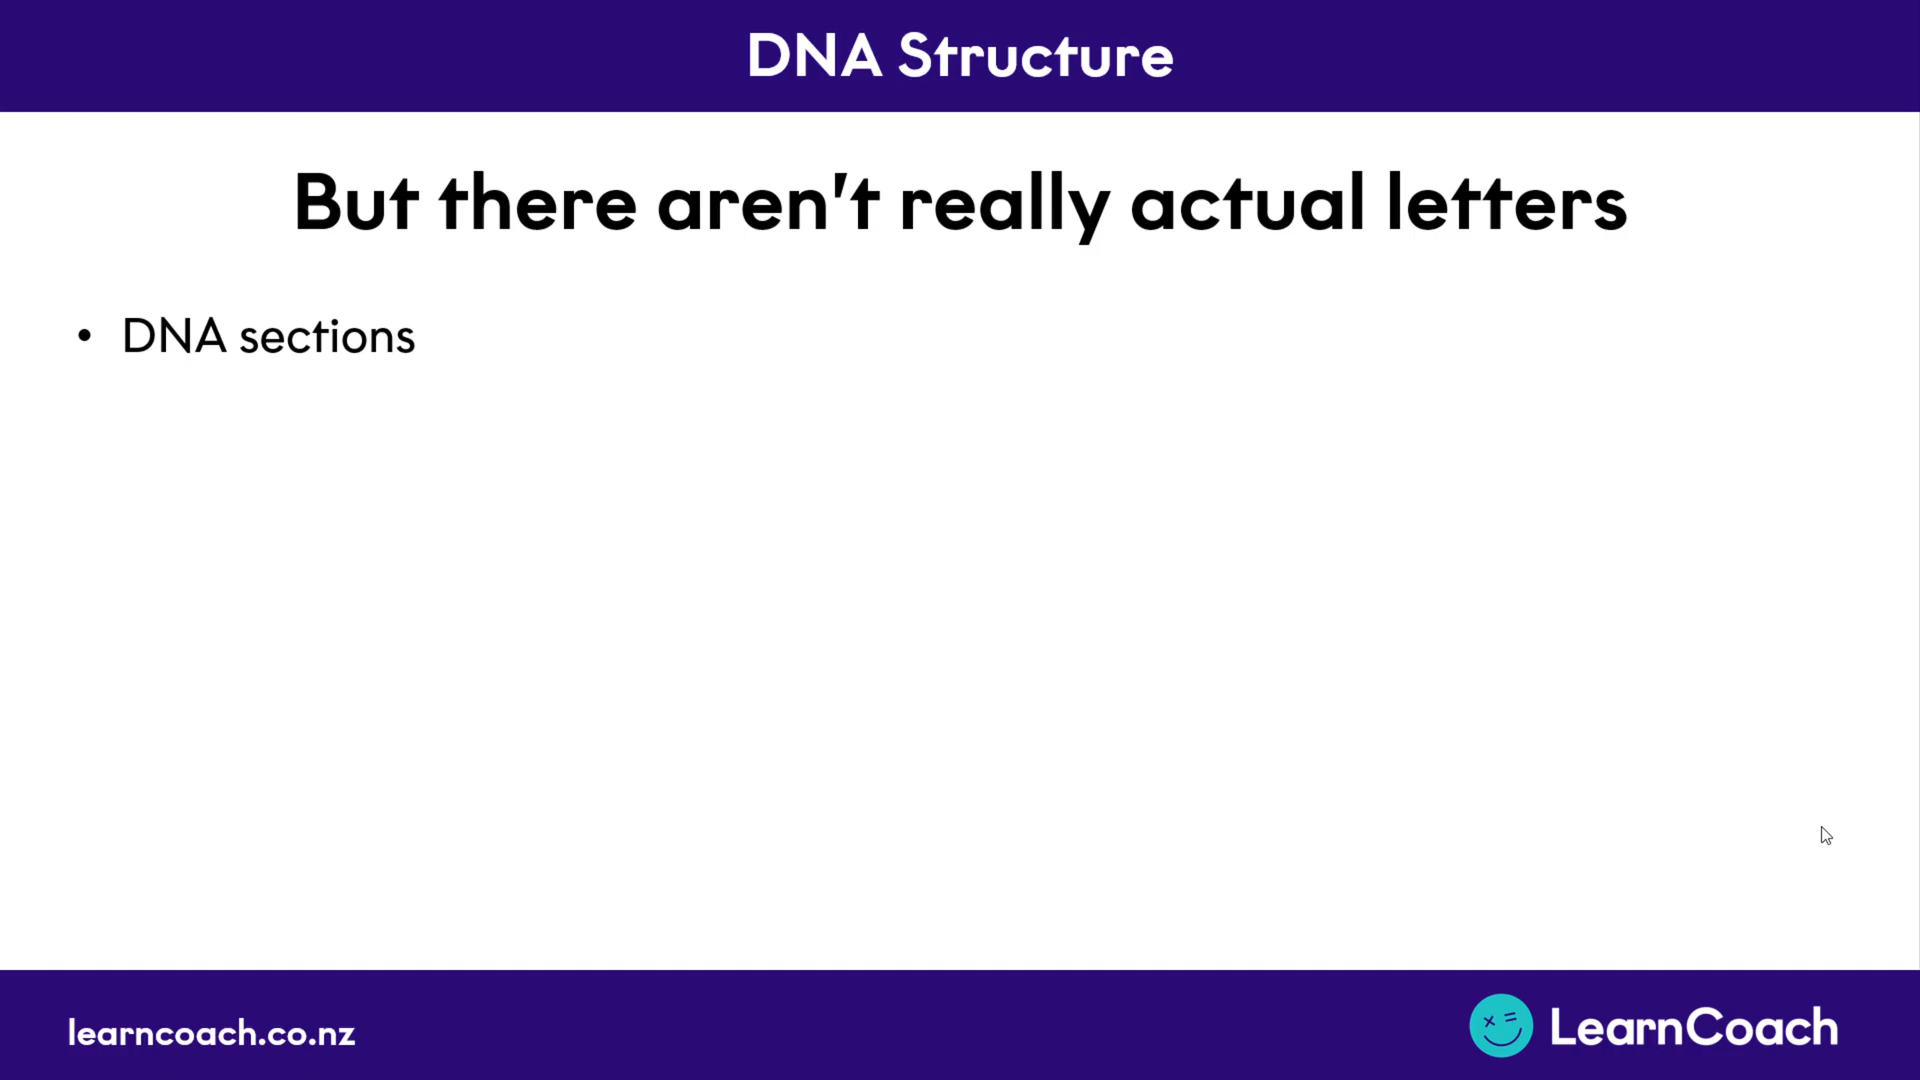 DNA Structure
But there aren't really actual letters
• DNA sections
learncoach.co.nz
LearnCoach